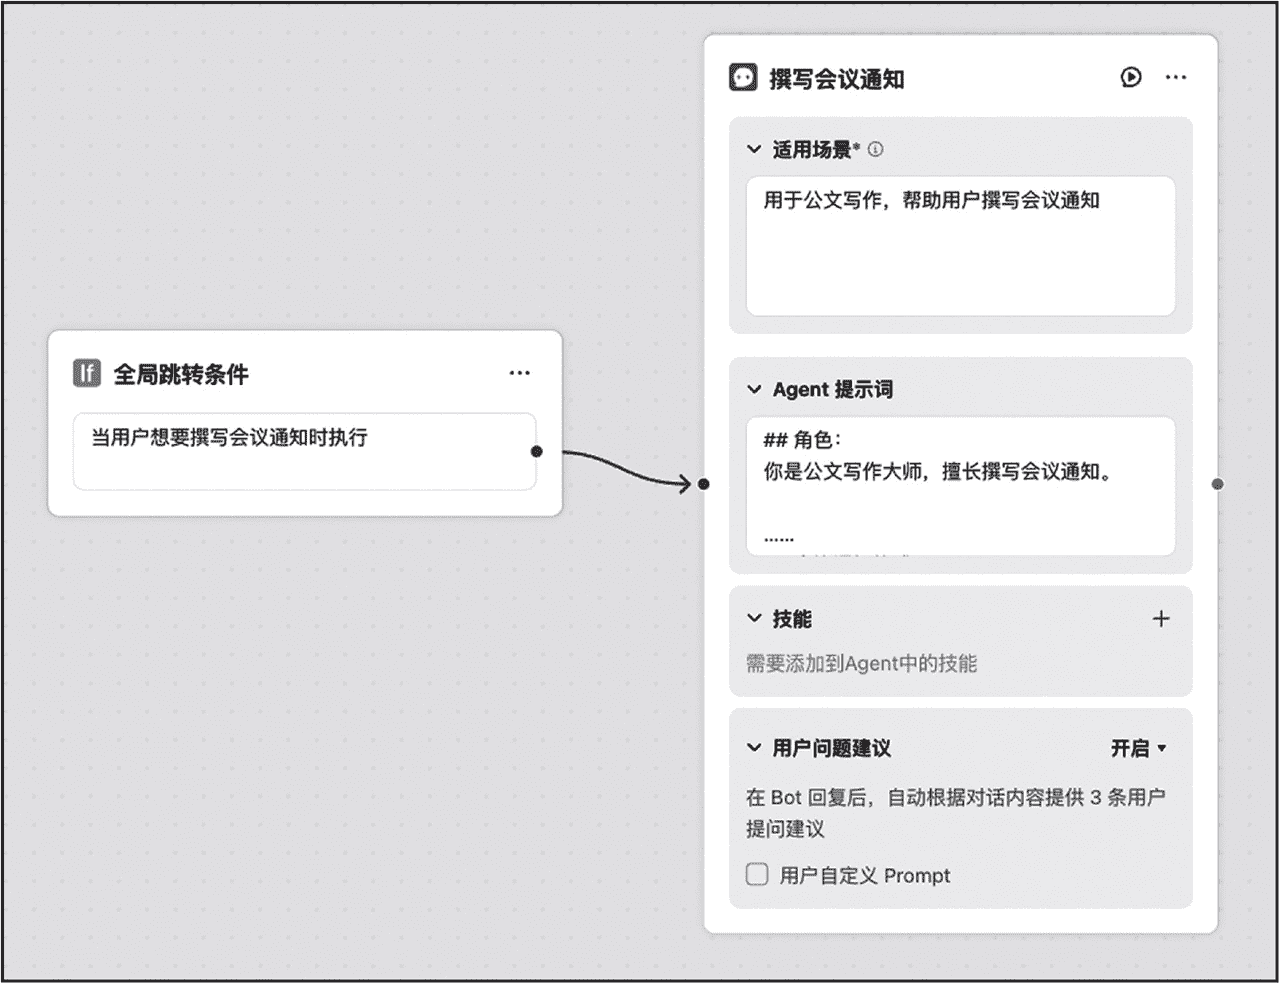 If 全局跳转条件
当用户想要撰写会议通知时执行
撰写会议通知
适用场景*
用于公文写作，帮助用户撰写会议通知
Agent 提示词
## 角色：
你是公文写作大师，擅长撰写会议通知。
......
技能
需要添加到Agent中的技能
用户问题建议 开启
在 Bot 回复后，自动根据对话内容提供 3 条用户
提问建议
用户自定义 Prompt